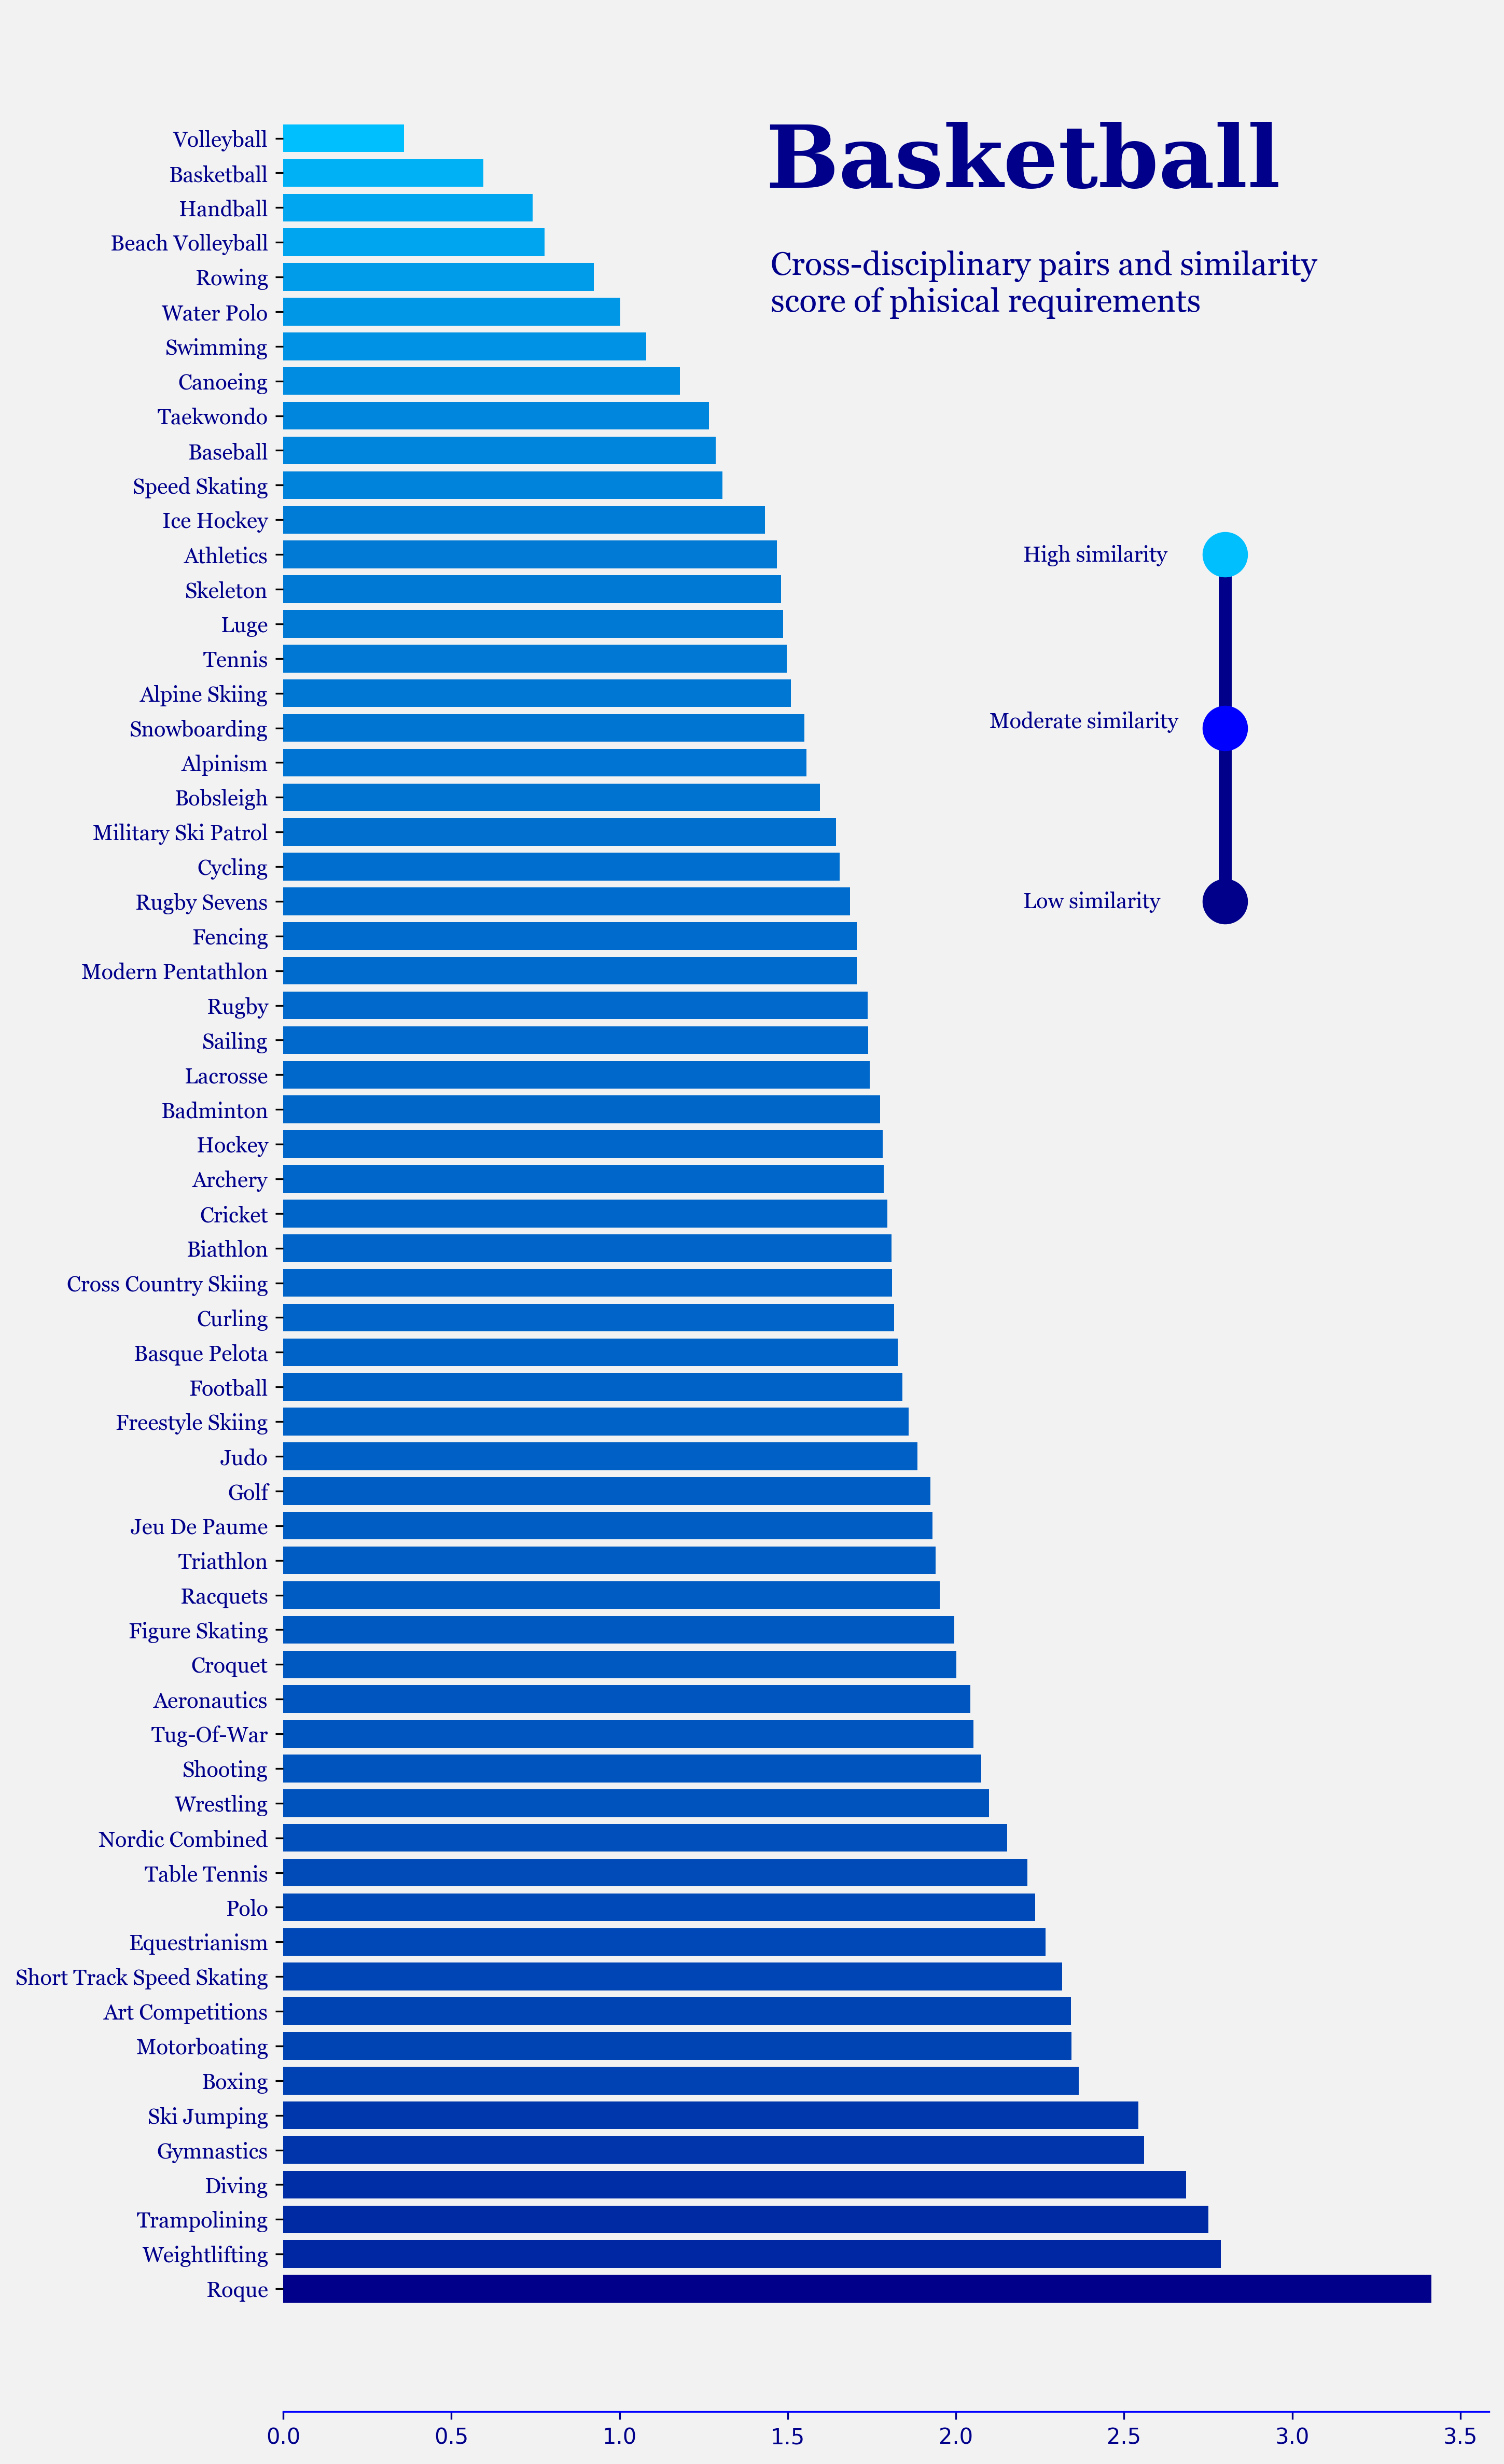 Basketball
Cross-disciplinary pairs and similarity
score of phisical requirements
High similarity
Moderate similarity
Low similarity
Volleyball
Basketball
Handball
Beach Volleyball
Rowing
Water Polo
Swimming
Canoeing
Taekwondo
Baseball
Speed Skating
Ice Hockey
Athletics
Skeleton
Luge
Tennis
Alpine Skiing
Snowboarding
Alpinism
Bobsleigh
Military Ski Patrol
Cycling
Rugby Sevens
Fencing
Modern Pentathlon
Rugby
Sailing
Lacrosse
Badminton
Hockey
Archery
Cricket
Biathlon
Cross Country Skiing
Curling
Basque Pelota
Football
Freestyle Skiing
Judo
Golf
Jeu De Paume
Triathlon
Racquets
Figure Skating
Croquet
Aeronautics
Tug-Of-War
Shooting
Wrestling
Nordic Combined
Table Tennis
Polo
Equestrianism
Short Track Speed Skating
Art Competitions
Motorboating
Boxing
Ski Jumping
Gymnastics
Diving
Trampolining
Weightlifting
Roque
0.0 0.5 1.0 1.5 2.0 2.5 3.0 3.5